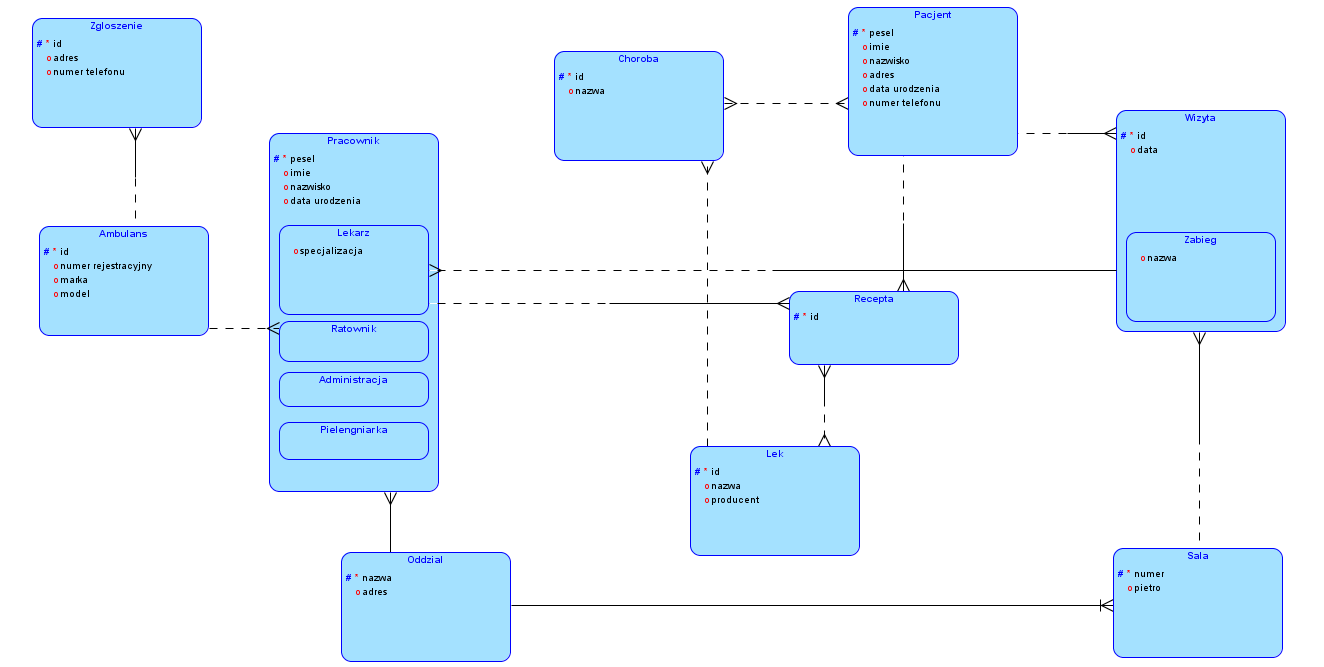 Zgloszenie
# * id
o adres
o numer telefonu
Pacjent
# * pesel
o imie
o nazwisko
o adres
o data urodzenia
o numer telefonu
Choroba
# * id
o nazwa
Wizyta
# * id
o data
Zabieg
o nazwa
Pracownik
# * pesel
o imie
o nazwisko
o data urodzenia
Lekarz
o specjalizacja
Ratownik
Administracja
Pielengniarka
Ambulans
# * id
o numer rejestracyjny
o marka
o model
Recepta
# * id
Lek
# * id
o nazwa
o producent
Oddzial
# * nazwa
o adres
Sala
# * numer
o pietro